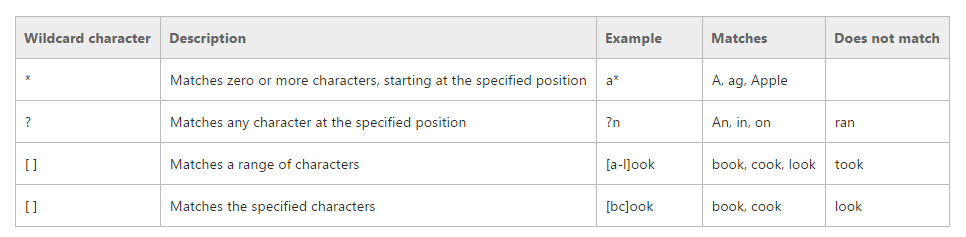 Wildcard character Description Example Matches Does not match
* Matches zero or more characters, starting at the specified position a* A, ag, Apple
? Matches any character at the specified position ?n An, in, on ran
[ ] Matches a range of characters [a-l]ook book, cook, look took
[ ] Matches the specified characters [bc]ook book, cook look